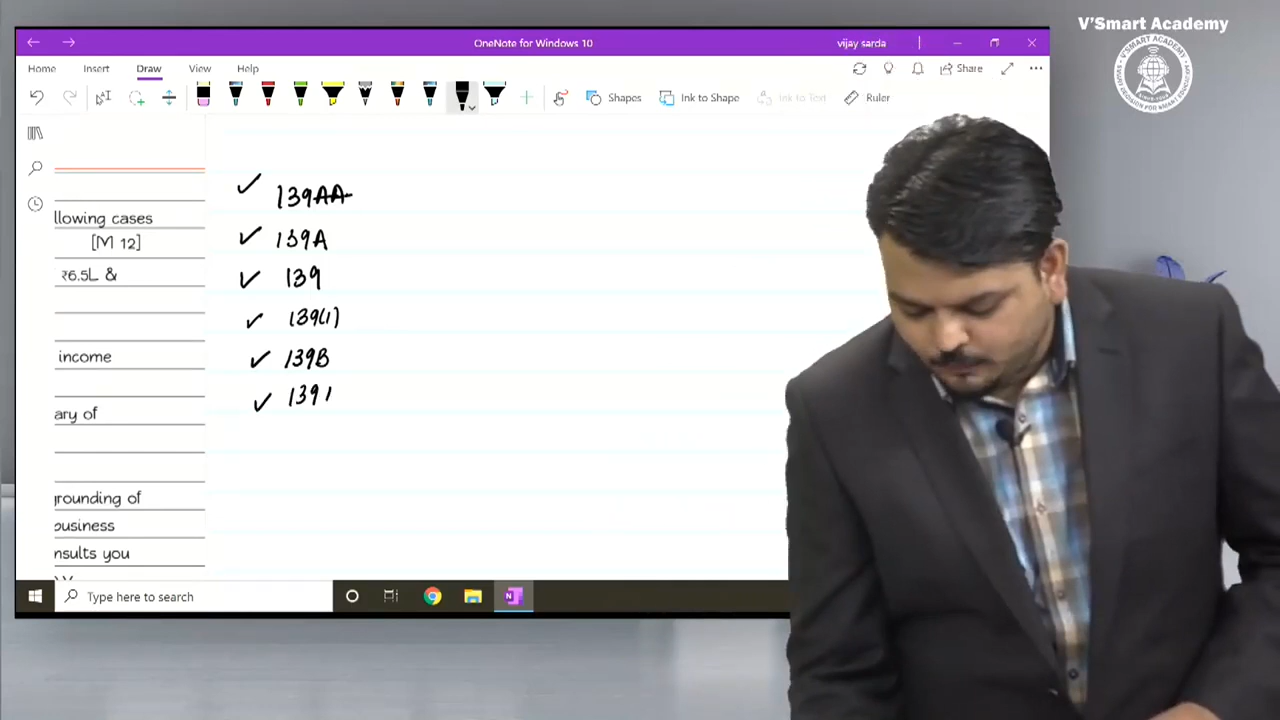 V'Smart Academy
OneNote for Windows 10
vijay sarda
Home Insert Draw View Help
Share
Shapes Ink to Shape Ink to Text Ruler
llowing cases
[M 12]
₹6.5L &
income
ary of
grounding of
business
nsults you
139AA
139A
139
139(1)
139B
139
Type here to search